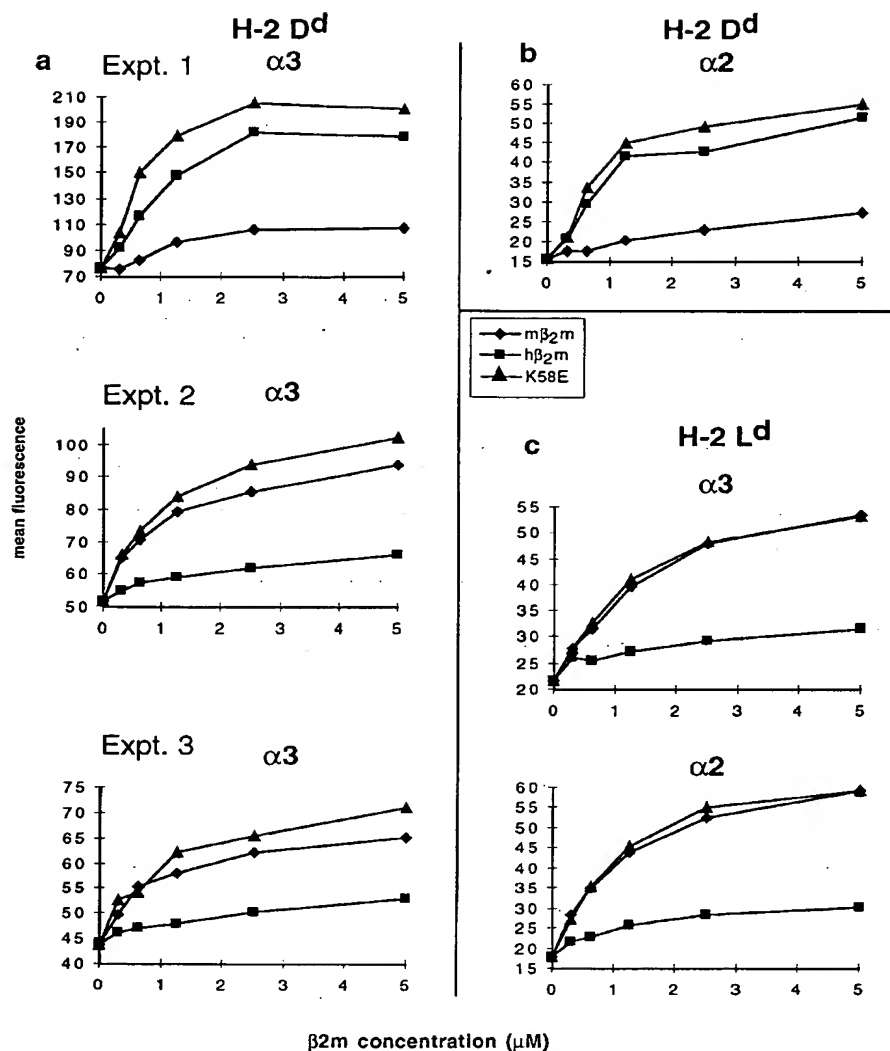 H-2 Dd
a Expt. 1 α3
210
190
170
150
130
110
90
70
0 1 2 3 4 5
Expt. 2 α3
100
90
80
70
60
50
0 1 2 3 4 5
Expt. 3 α3
75
70
65
60
55
50
45
40
0 1 2 3 4 5
mean fluorescence
b H-2 Dd
α2
55
50
45
40
35
30
25
20
15
0 1 2 3 4 5
mβ2m
hβ2m
K58E
c H-2 Ld
α3
55
50
45
40
35
30
25
20
0 1 2 3 4 5
α2
60
55
50
45
40
35
30
25
20
15
0 1 2 3 4 5
β2m concentration (μM)